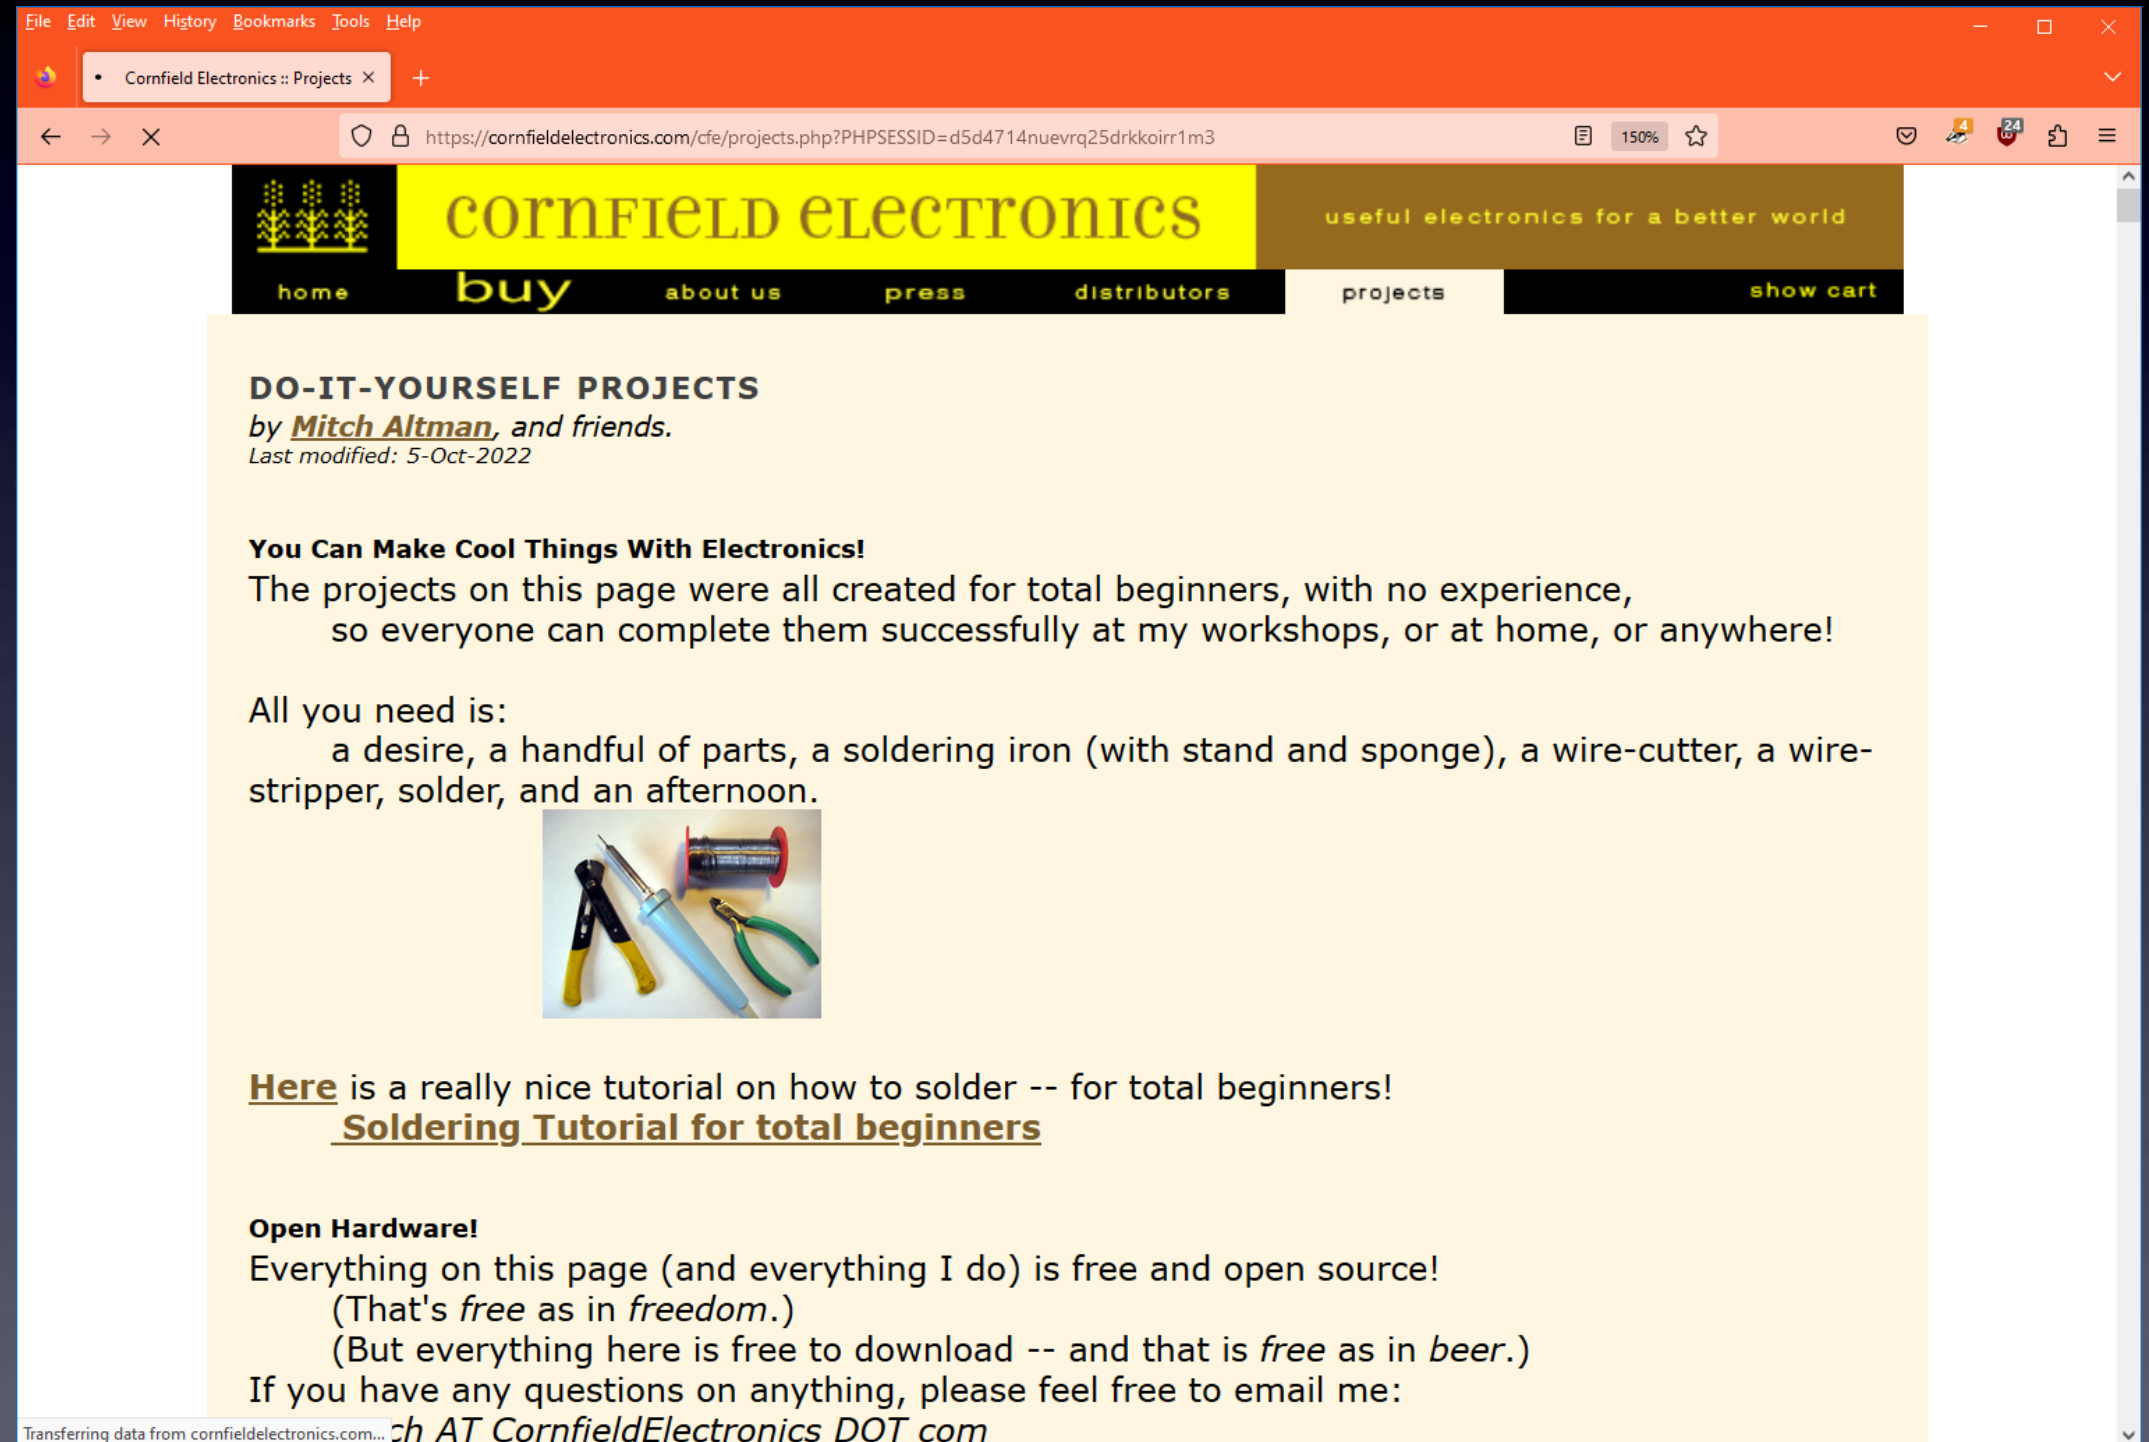 File Edit View History Bookmarks Tools Help
Cornfield Electronics :: Projects
https://cornfieldelectronics.com/cfe/projects.php?PHPSESSID=d5d4714nuevrq25drkkoirr1m3
150%
4
24
cornfield electronics
useful electronics for a better world
home buy about us press distributors projects show cart
DO-IT-YOURSELF PROJECTS
by Mitch Altman, and friends.
Last modified: 5-Oct-2022
You Can Make Cool Things With Electronics!
The projects on this page were all created for total beginners, with no experience,
so everyone can complete them successfully at my workshops, or at home, or anywhere!
All you need is:
a desire, a handful of parts, a soldering iron (with stand and sponge), a wire-cutter, a wire-
stripper, solder, and an afternoon.
Here is a really nice tutorial on how to solder -- for total beginners!
Soldering Tutorial for total beginners
Open Hardware!
Everything on this page (and everything I do) is free and open source!
(That's free as in freedom.)
(But everything here is free to download -- and that is free as in beer.)
If you have any questions on anything, please feel free to email me:
ch AT CornfieldElectronics DOT com
Transferring data from cornfieldelectronics.com...